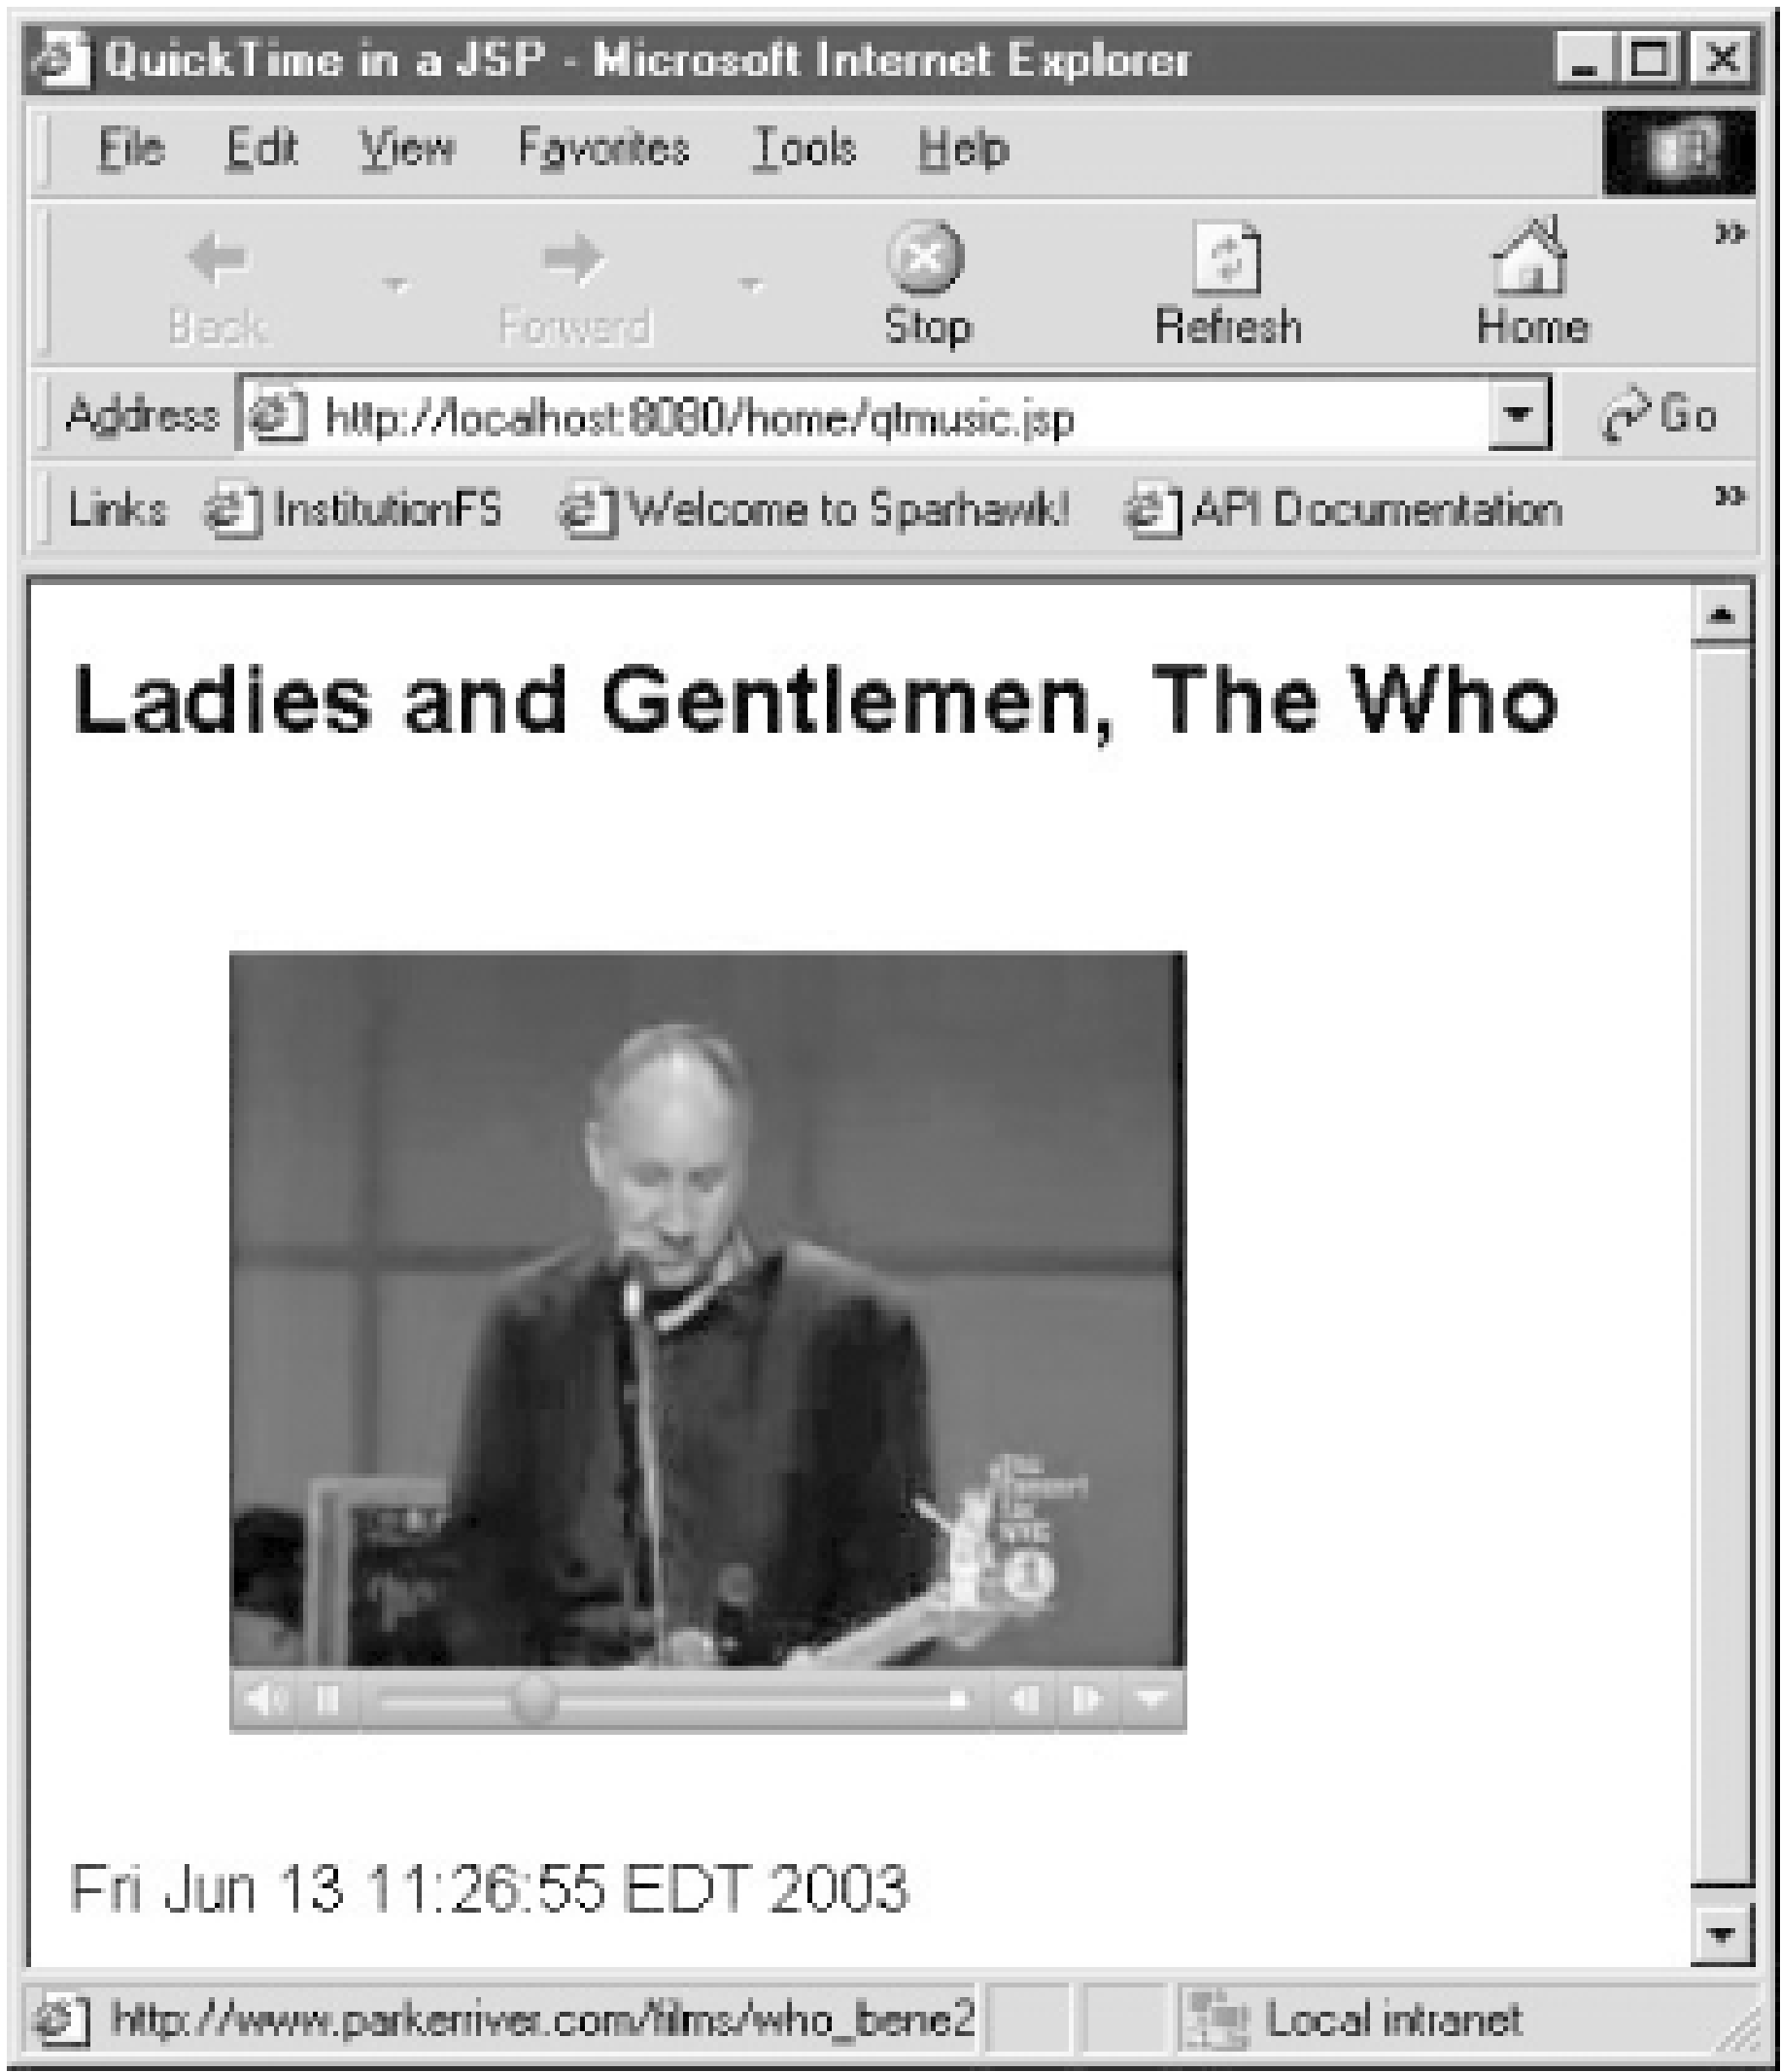 QuickTime in a JSP - Microsoft Internet Explorer
File Edit View Favorites Tools Help
Back Forward Stop Refresh Home
Address http://localhost:8080/home/qtmusic.jsp Go
Links InstitutionFS Welcome to Sparhawk! API Documentation
Ladies and Gentlemen, The Who
Fri Jun 13 11:26:55 EDT 2003
http://www.parkerriver.com/films/who_bene2 Local intranet